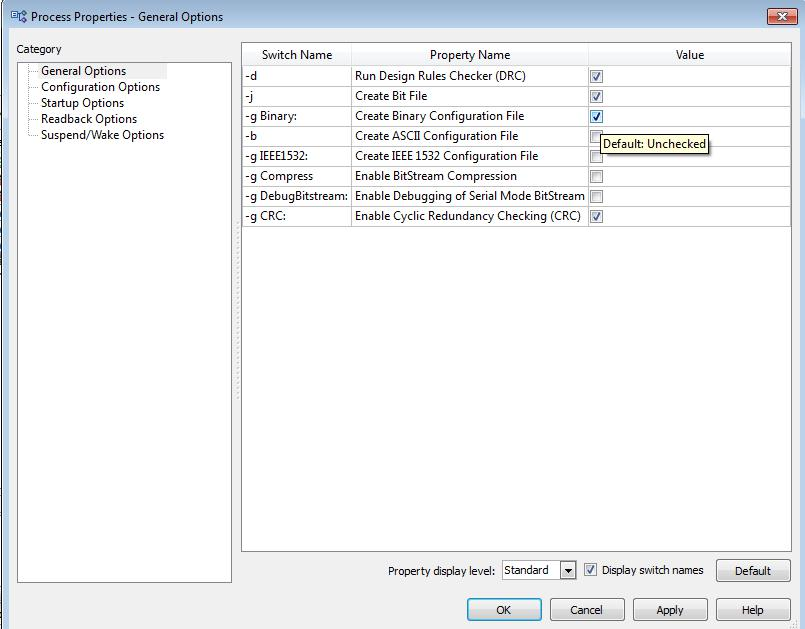 Process Properties - General Options
Category
General Options
Configuration Options
Startup Options
Readback Options
Suspend/Wake Options
Switch Name Property Name Value
-d Run Design Rules Checker (DRC)
-j Create Bit File
-g Binary: Create Binary Configuration File
-b Create ASCII Configuration File
Default: Unchecked
-g IEEE1532: Create IEEE 1532 Configuration File
-g Compress Enable BitStream Compression
-g DebugBitstream: Enable Debugging of Serial Mode BitStream
-g CRC: Enable Cyclic Redundancy Checking (CRC)
Property display level: Standard Display switch names Default
OK Cancel Apply Help